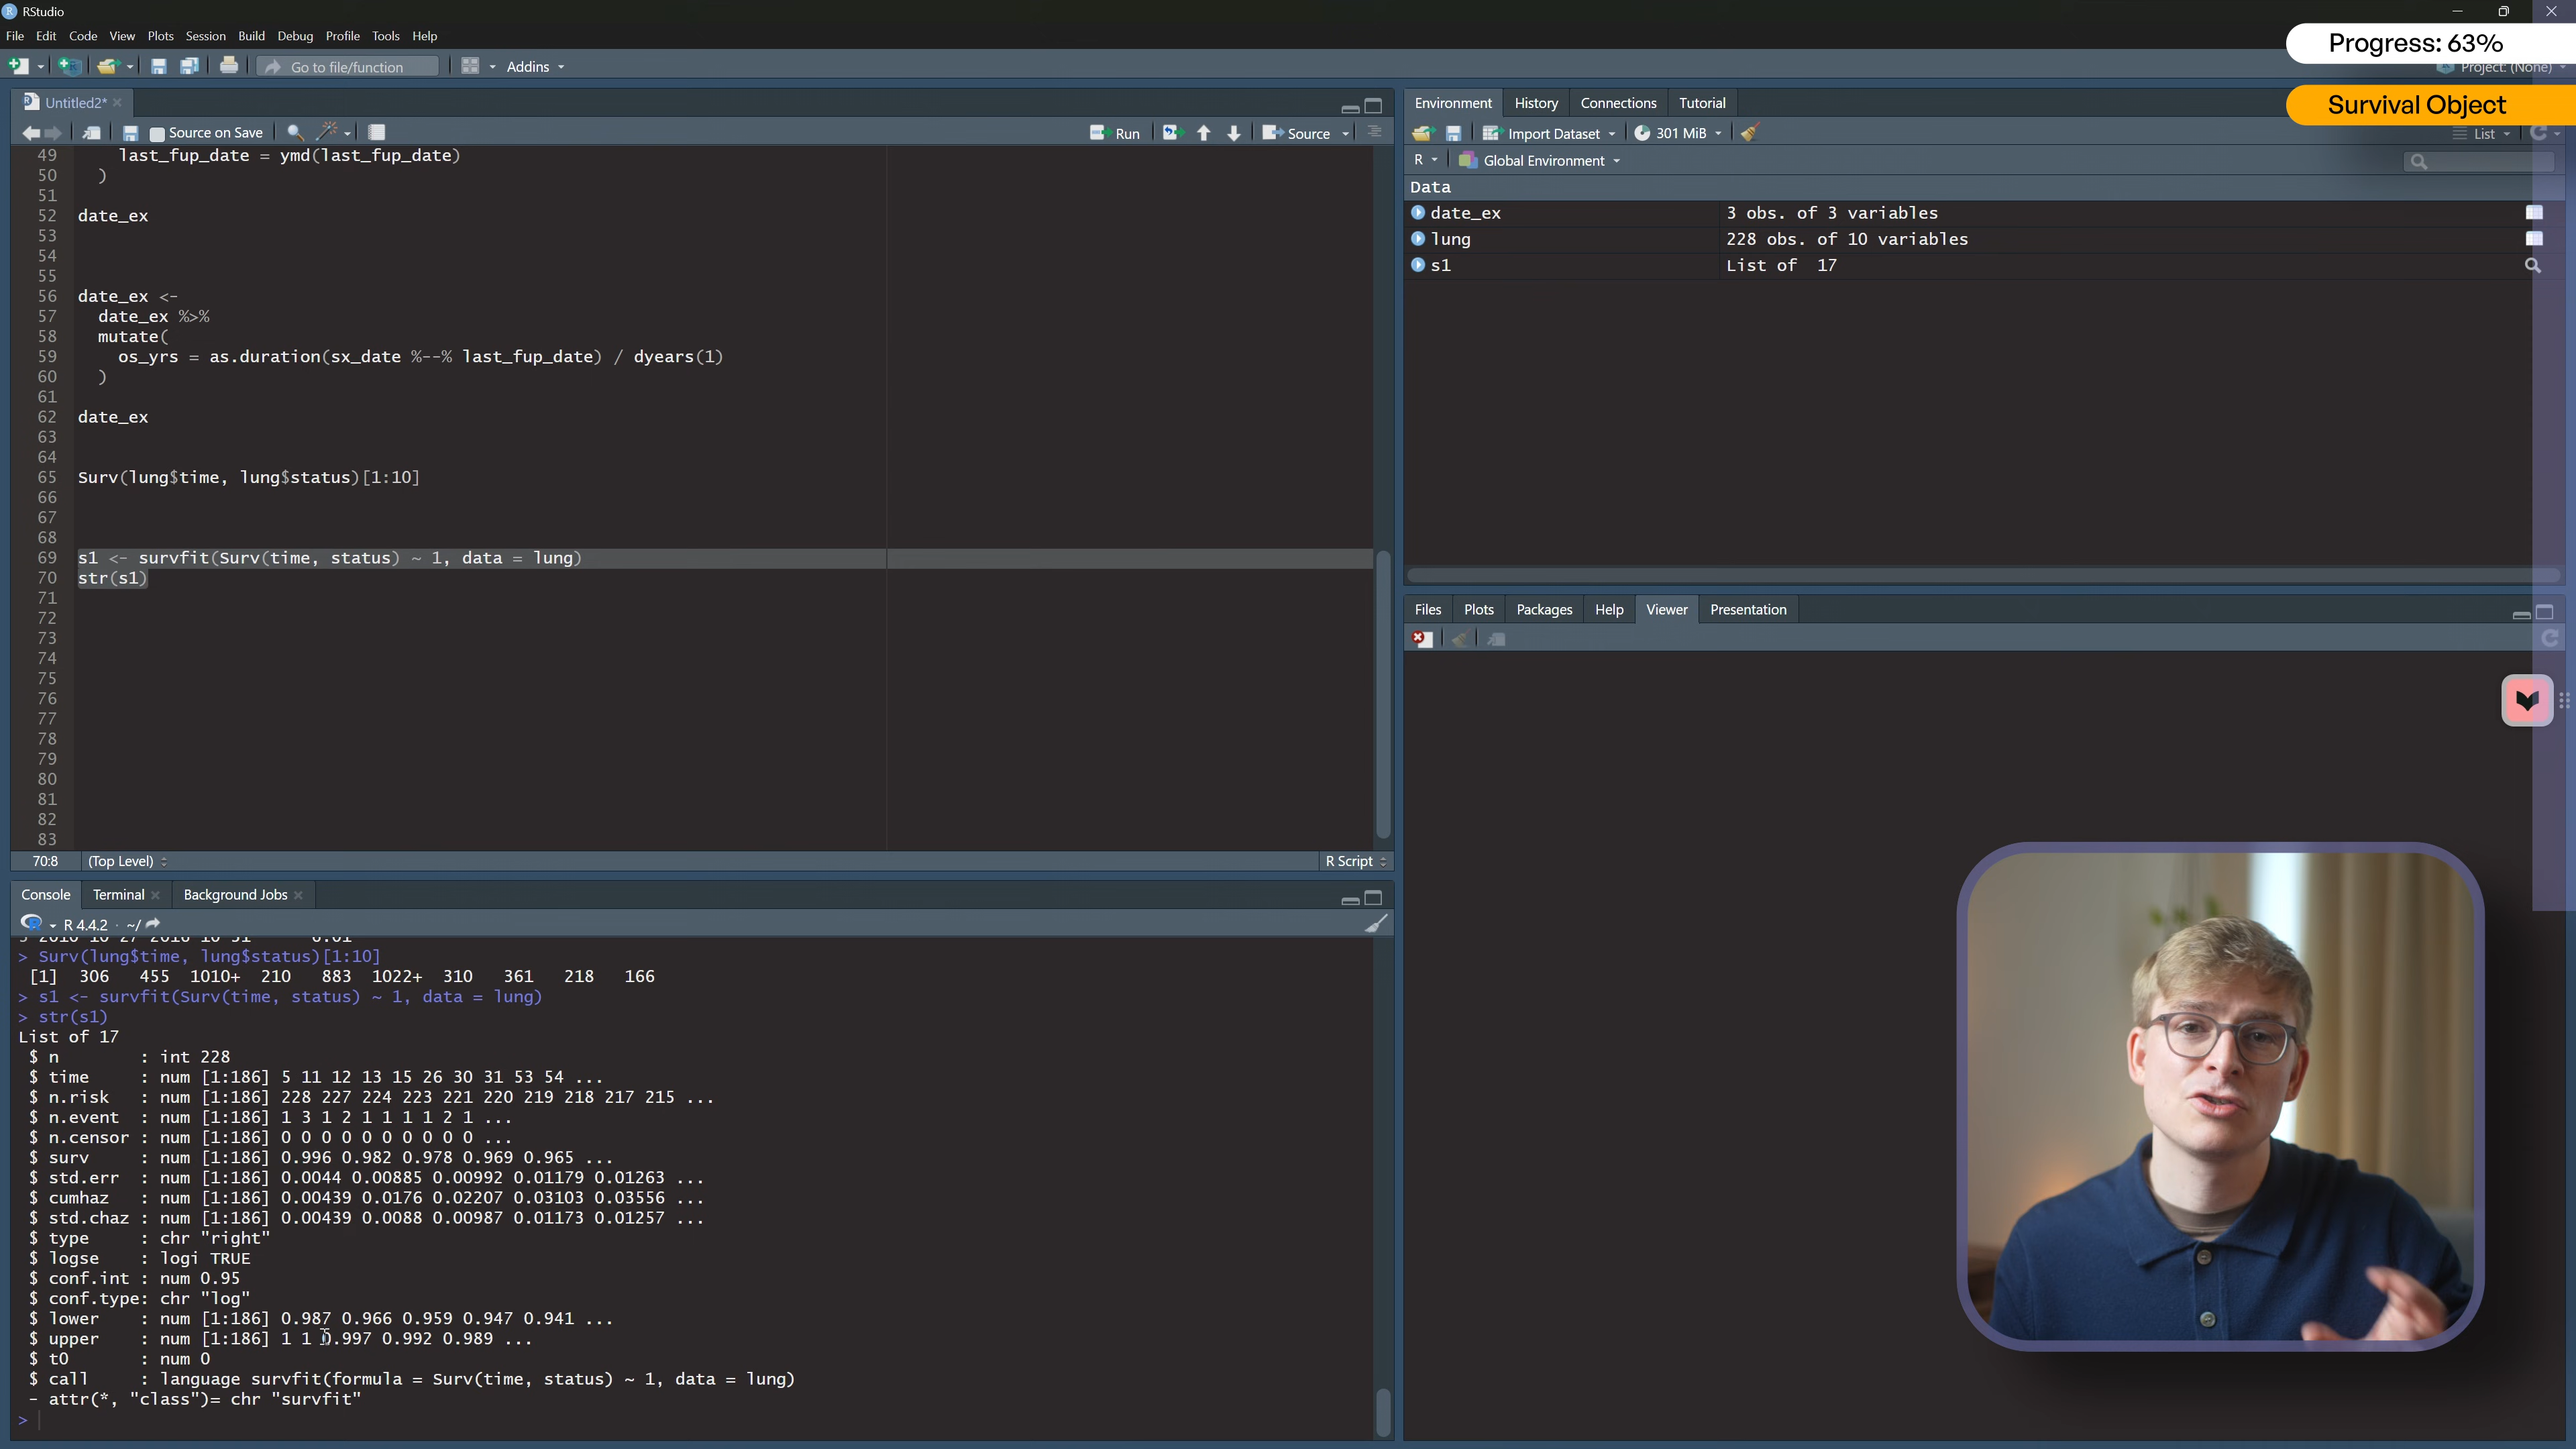 RStudio
File Edit Code View Plots Session Build Debug Profile Tools Help
Progress: 63%
Go to file/function Addins
Project: (None)
Survival Object
Untitled2*
Source on Save Run Source
49 last_fup_date = ymd(last_fup_date)
50 )
51
52 date_ex
53
54
55
56 date_ex <-
57 date_ex %>%
58 mutate(
59 os_yrs = as.duration(sx_date %--% last_fup_date) / dyears(1)
60 )
61
62 date_ex
63
64
65 Surv(lung$time, lung$status)[1:10]
66
67
68
69 s1 <- survfit(Surv(time, status) ~ 1, data = lung)
70 str(s1)
71
72
73
74
75
76
77
78
79
80
81
82
83
70:8 (Top Level) R Script
Console Terminal Background Jobs
R 4.4.2 · ~/
> Surv(lung$time, lung$status)[1:10]
[1] 306 455 1010+ 210 883 1022+ 310 361 218 166
> s1 <- survfit(Surv(time, status) ~ 1, data = lung)
> str(s1)
List of 17
$ n : int 228
$ time : num [1:186] 5 11 12 13 15 26 30 31 53 54 ...
$ n.risk : num [1:186] 228 227 224 223 221 220 219 218 217 215 ...
$ n.event : num [1:186] 1 3 1 2 1 1 1 1 2 1 ...
$ n.censor : num [1:186] 0 0 0 0 0 0 0 0 0 0 ...
$ surv : num [1:186] 0.996 0.982 0.978 0.969 0.965 ...
$ std.err : num [1:186] 0.0044 0.00885 0.00992 0.01179 0.01263 ...
$ cumhaz : num [1:186] 0.00439 0.0176 0.02207 0.03103 0.03556 ...
$ std.chaz : num [1:186] 0.00439 0.0088 0.00987 0.01173 0.01257 ...
$ type : chr "right"
$ logse : logi TRUE
$ conf.int : num 0.95
$ conf.type: chr "log"
$ lower : num [1:186] 0.987 0.966 0.959 0.947 0.941 ...
$ upper : num [1:186] 1 1 0.997 0.992 0.989 ...
$ t0 : num 0
$ call : language survfit(formula = Surv(time, status) ~ 1, data = lung)
- attr(*, "class")= chr "survfit"
>
Environment History Connections Tutorial
Import Dataset 301 MiB List
R Global Environment
Data
date_ex 3 obs. of 3 variables
lung 228 obs. of 10 variables
s1 List of 17
Files Plots Packages Help Viewer Presentation